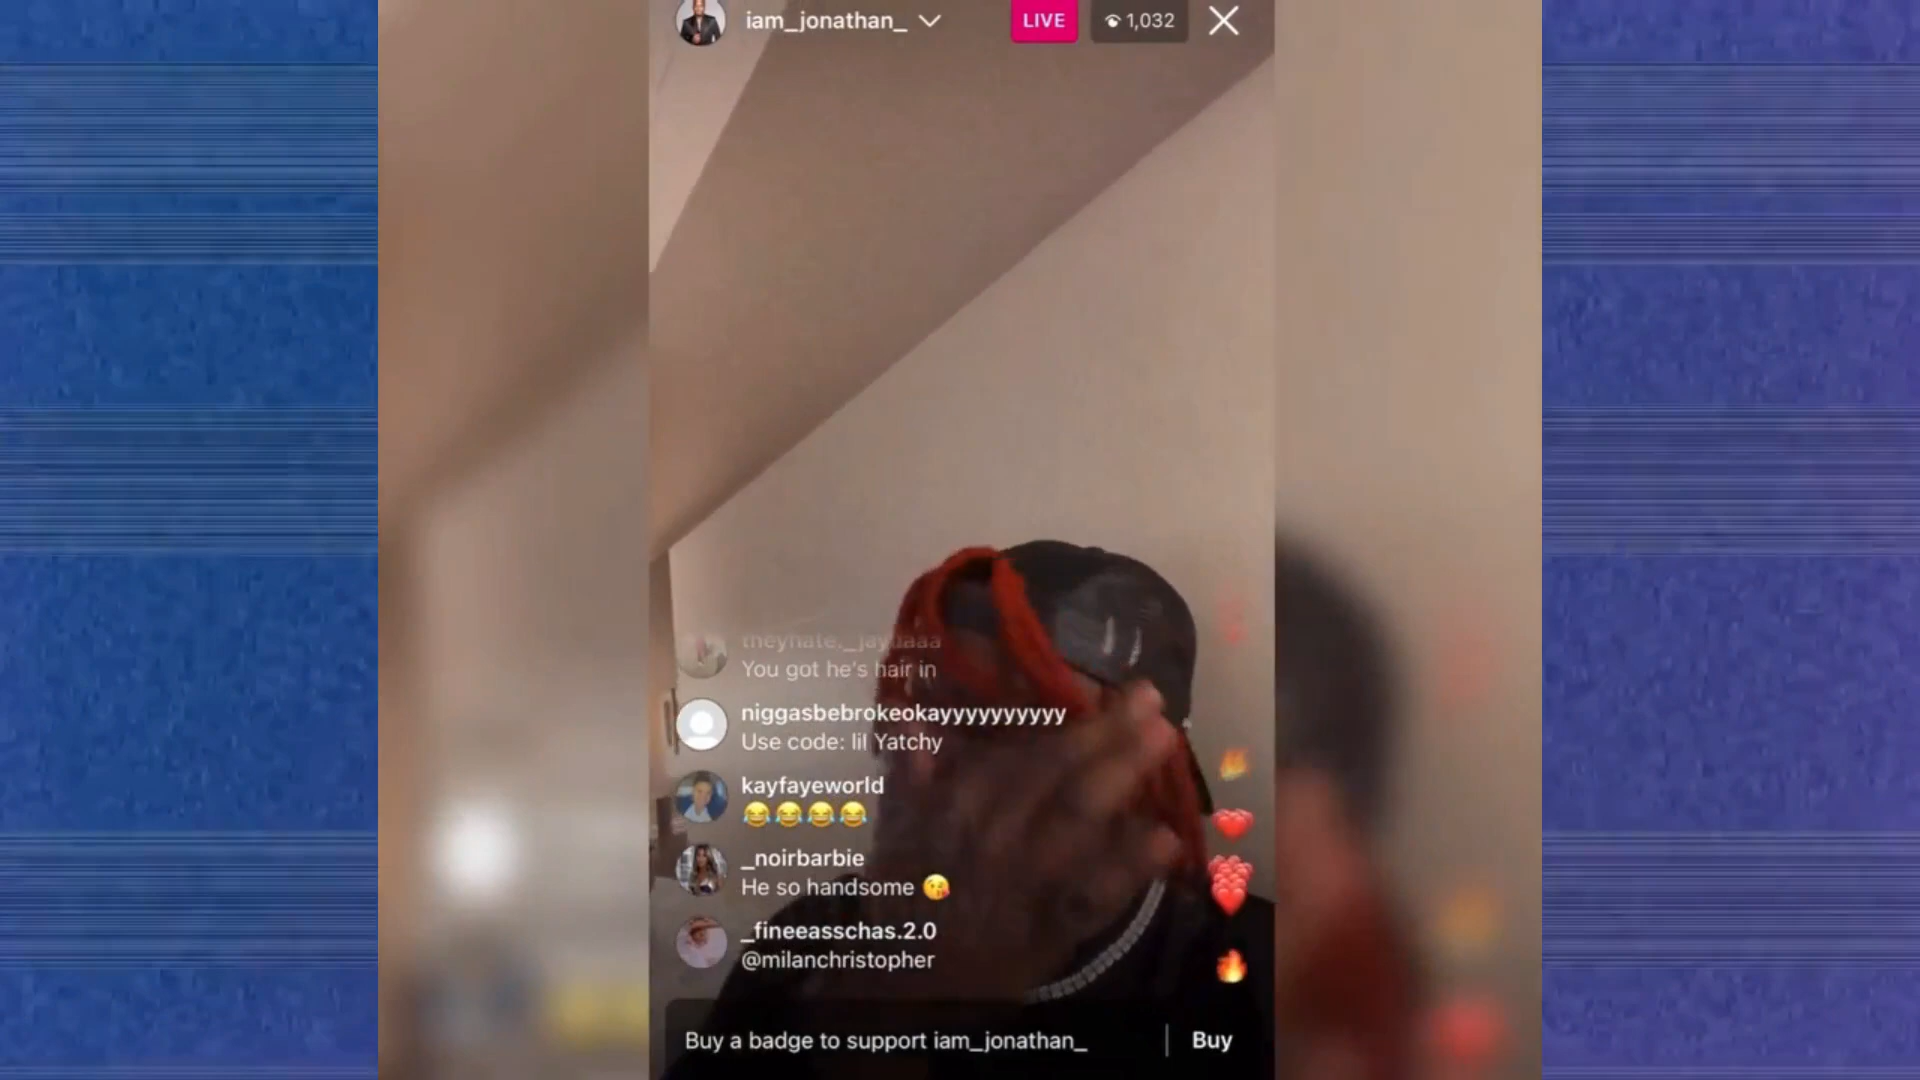 iam_jonathan_
LIVE
1,032
You got he's hair in
niggasbebrokeokayyyyyyyyyy
Use code: lil Yatchy
kayfayeworld
😂😂😂😂
_noirbarbie
He so handsome 😘
_fineeasschas.2.0
@milanchristopher
Buy a badge to support iam_jonathan_
Buy